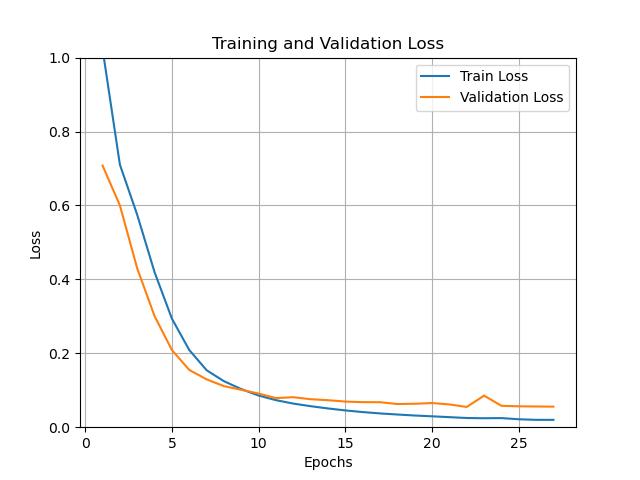 Training and Validation Loss
Train Loss
Validation Loss
1.0
0.8
0.6
0.4
0.2
0.0
Loss
0 5 10 15 20 25
Epochs